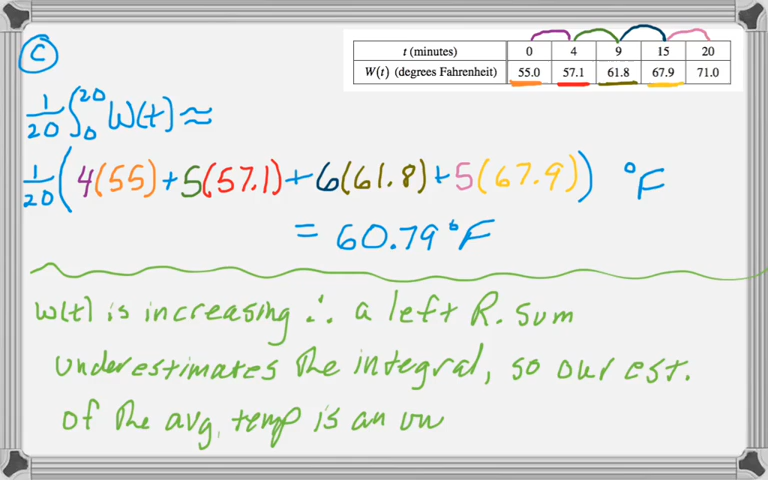 C
t (minutes) 0 4 9 15 20
W(t) (degrees Fahrenheit) 55.0 57.1 61.8 67.9 71.0
1/20 ∫₀²⁰ W(t) ≈
1/20 (4(55) + 5(57.1) + 6(61.8) + 5(67.9)) °F
= 60.79 °F
W(t) is increasing ∴ a left R. sum
underestimates the integral, so our est.
of the avg. temp is an un